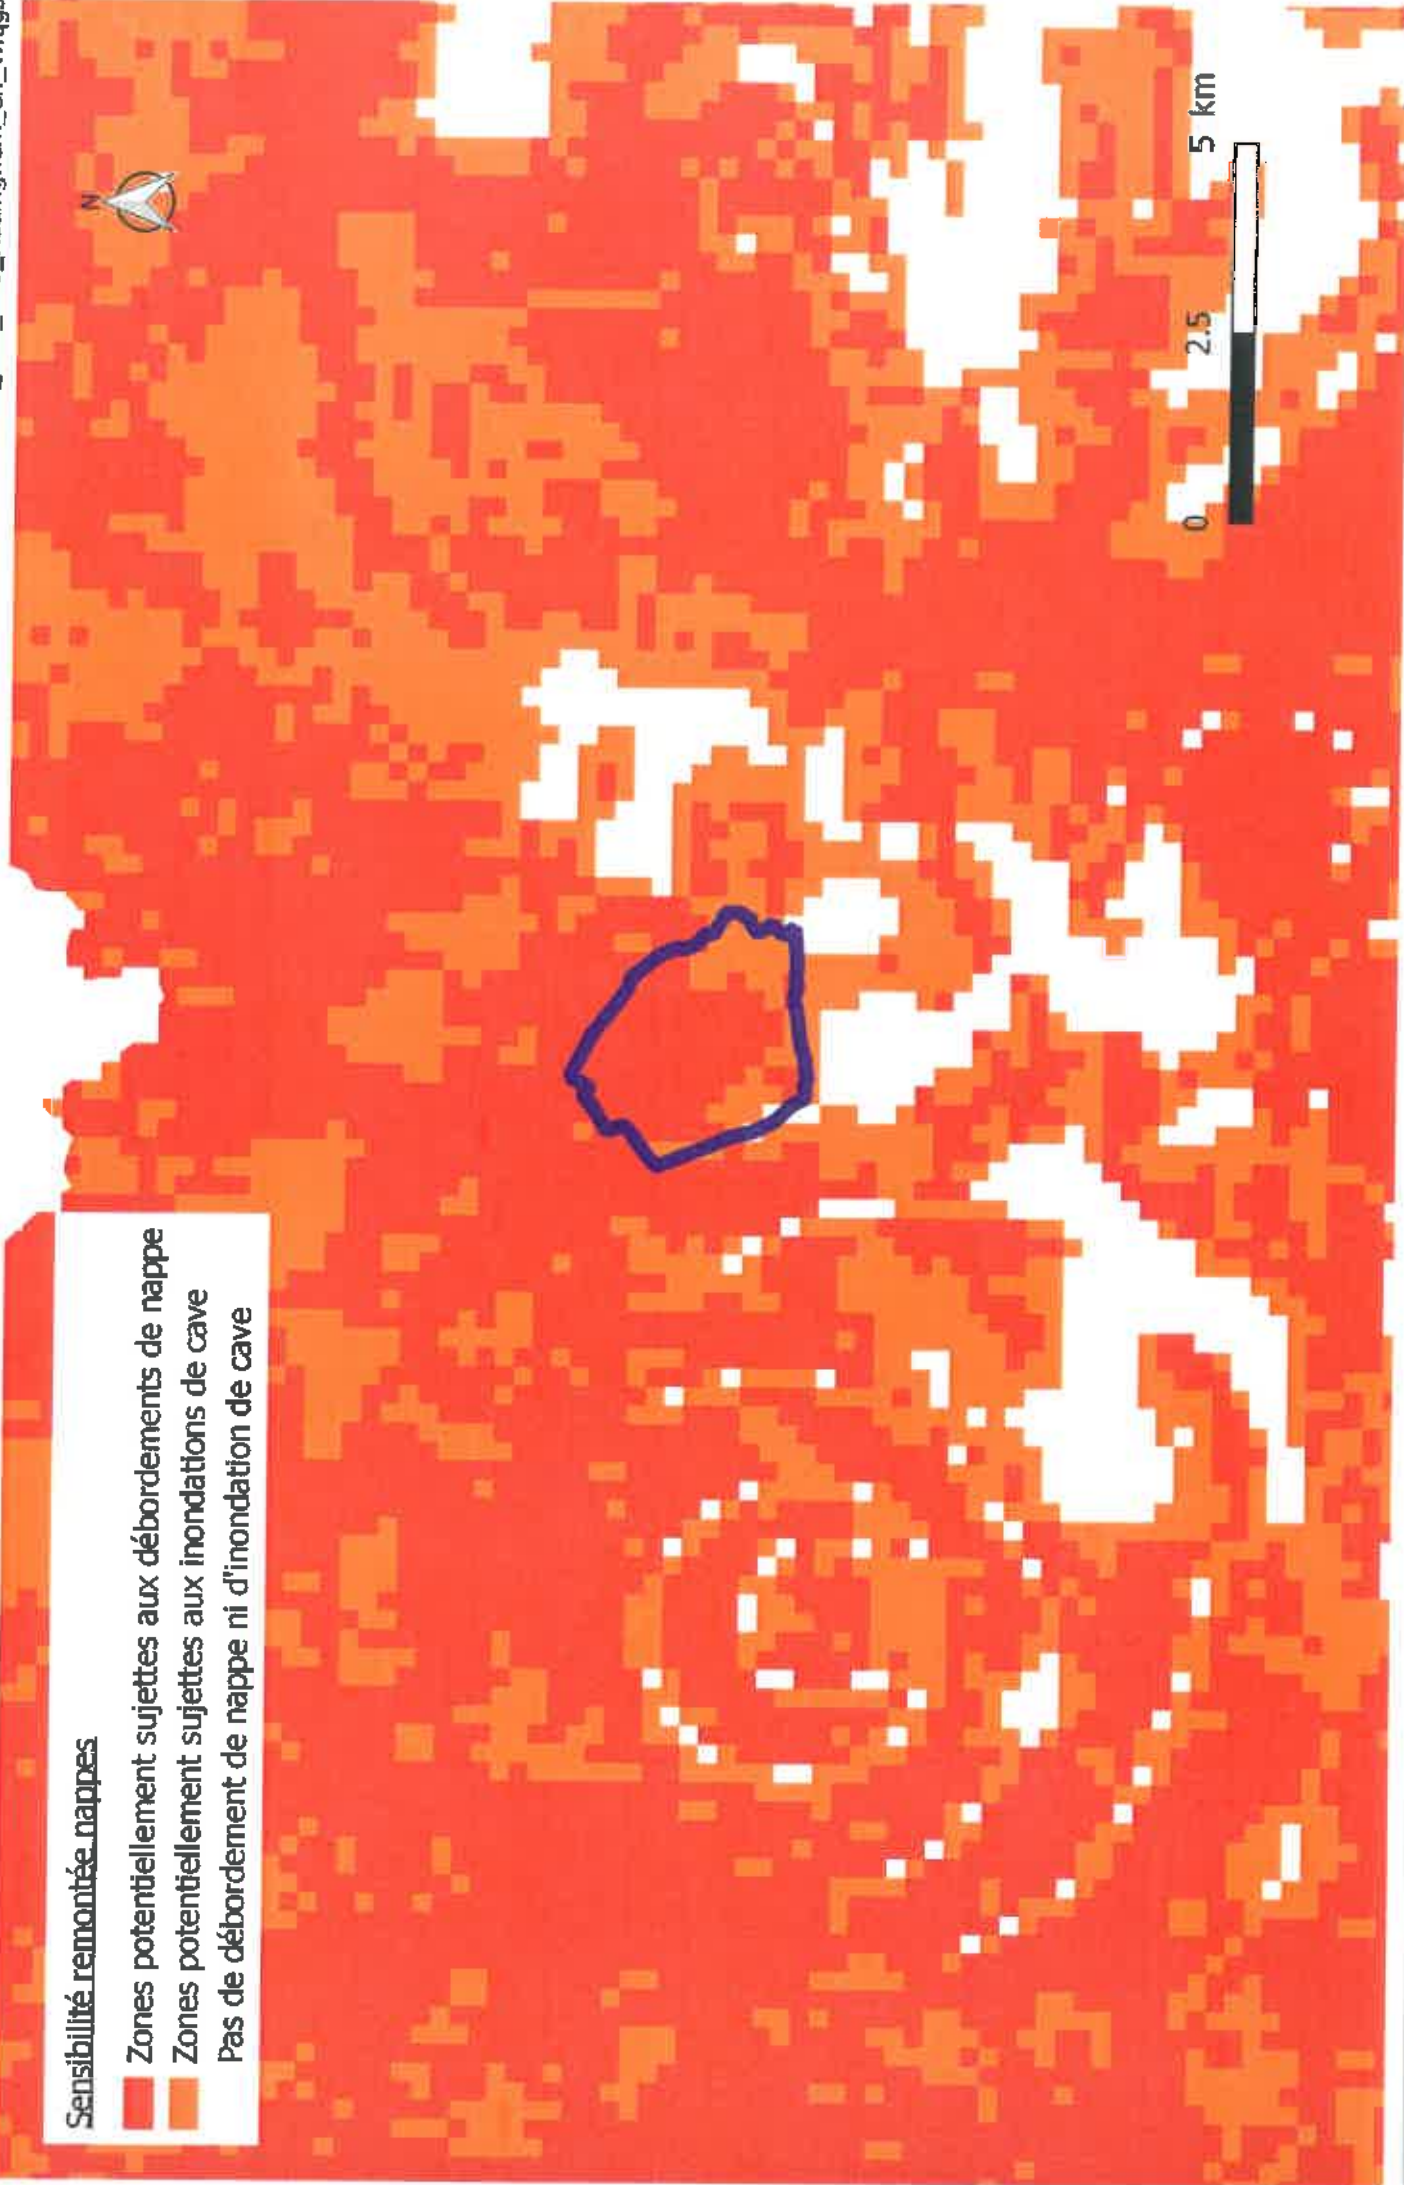 Sensibilité remontée nappes
Zones potentiellement sujettes aux débordements de nappe
Zones potentiellement sujettes aux inondations de cave
Pas de débordement de nappe ni d'inondation de cave
N
0 2.5 5 km